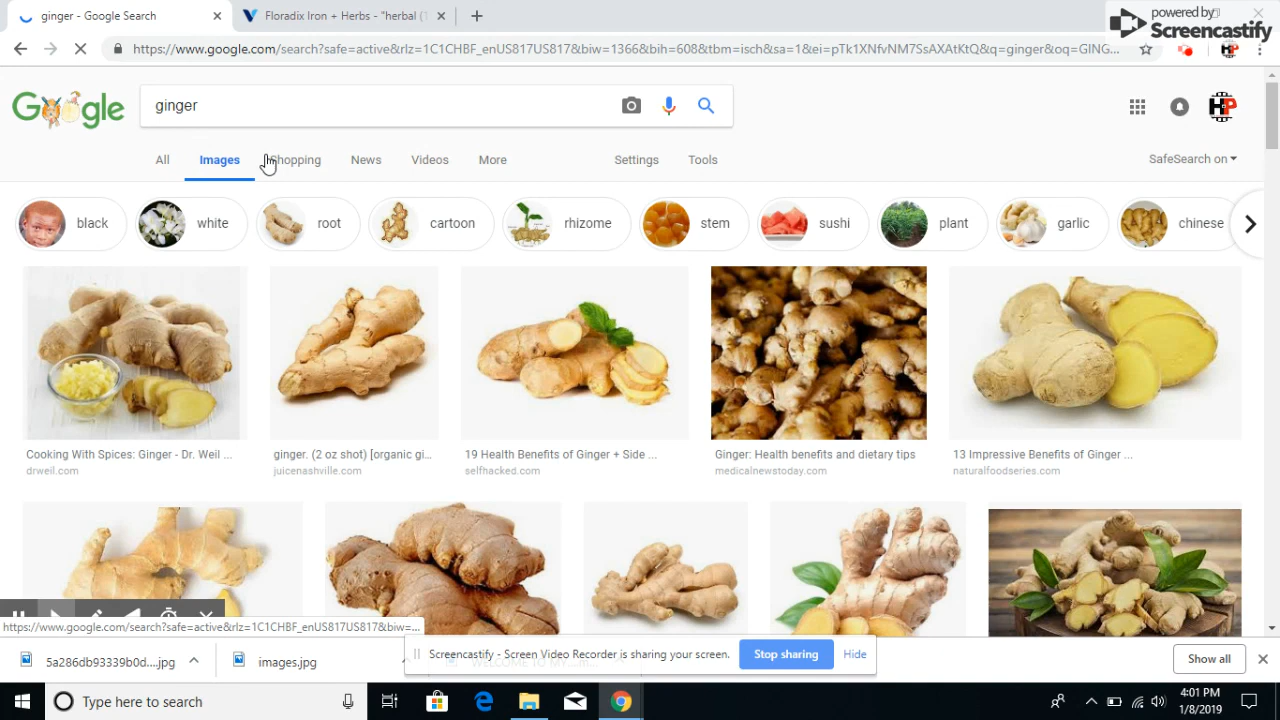 ginger - Google Search
Floradix Iron + Herbs - "herbal (1
powered by
Screencastify
https://www.google.com/search?safe=active&rlz=1C1CHBF_enUS817US817&biw=1366&bih=608&tbm=isch&sa=1&ei=pTk1XNfvNM7SsAXAtKtQ&q=ginger&oq=GING...
Google
ginger
H P
All Images Shopping News Videos More Settings Tools SafeSearch on
black white root cartoon rhizome stem sushi plant garlic chinese
Cooking With Spices: Ginger - Dr. Weil ...
drweil.com
ginger. (2 oz shot) [organic gi...
juicenashville.com
19 Health Benefits of Ginger + Side ...
selfhacked.com
Ginger: Health benefits and dietary tips
medicalnewstoday.com
13 Impressive Benefits of Ginger ...
naturalfoodseries.com
https://www.google.com/search?safe=active&rlz=1C1CHBF_enUS817US817&biw=...
5a286db93339b0d....jpg
images.jpg
Screencastify - Screen Video Recorder is sharing your screen.
Stop sharing
Hide
Show all
Type here to search
4:01 PM
1/8/2019